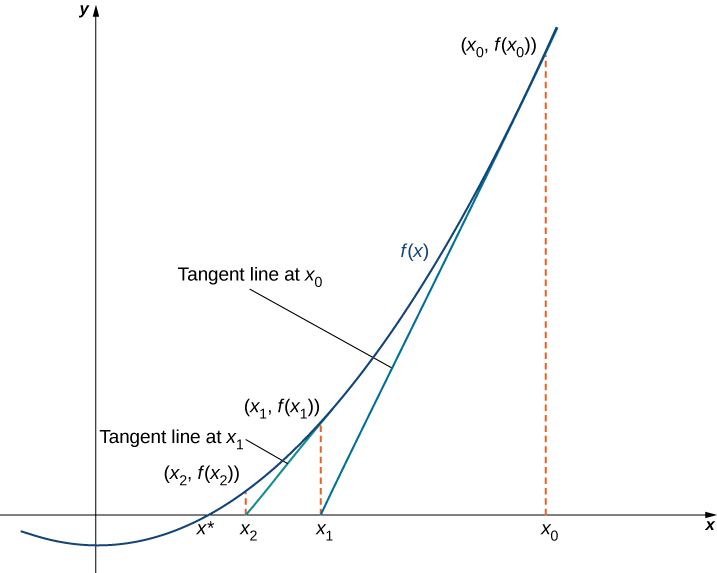 y
(x₀, f(x₀))
f(x)
Tangent line at x₀
(x₁, f(x₁))
Tangent line at x₁
(x₂, f(x₂))
x* x₂ x₁ x₀ x